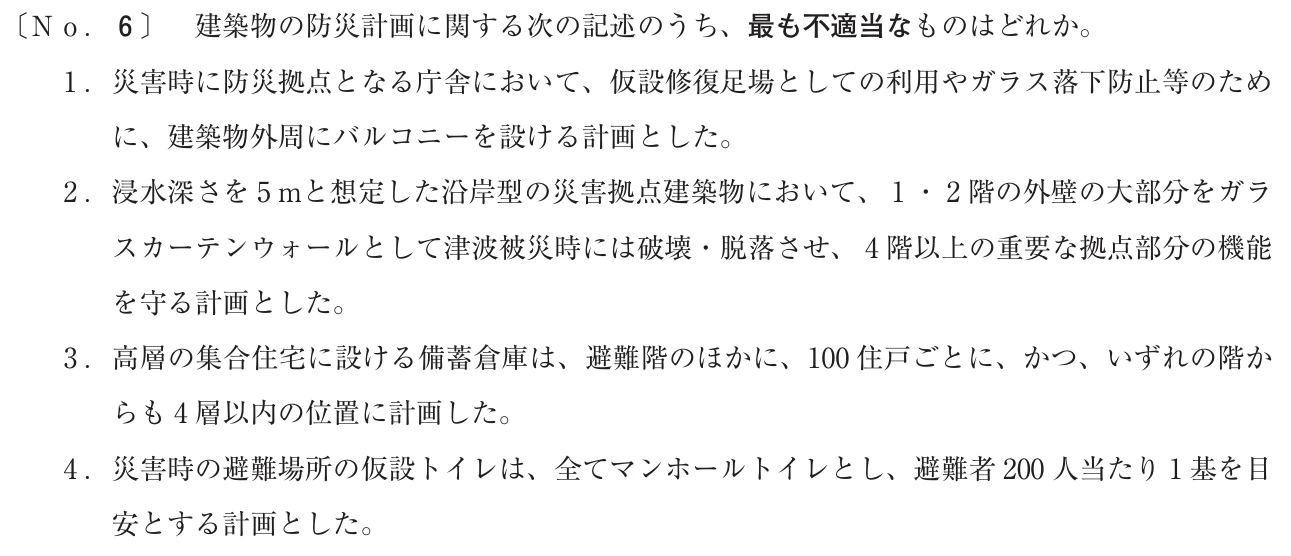 〔Ｎｏ．６〕　建築物の防災計画に関する次の記述のうち、最も不適当なものはどれか。
１．災害時に防災拠点となる庁舎において、仮設修復足場としての利用やガラス落下防止等のため
に、建築物外周にバルコニーを設ける計画とした。
２．浸水深さを５mと想定した沿岸型の災害拠点建築物において、１・２階の外壁の大部分をガラ
スカーテンウォールとして津波被災時には破壊・脱落させ、４階以上の重要な拠点部分の機能
を守る計画とした。
３．高層の集合住宅に設ける備蓄倉庫は、避難階のほかに、100住戸ごとに、かつ、いずれの階か
らも４層以内の位置に計画した。
４．災害時の避難場所の仮設トイレは、全てマンホールトイレとし、避難者200人当たり１基を目
安とする計画とした。